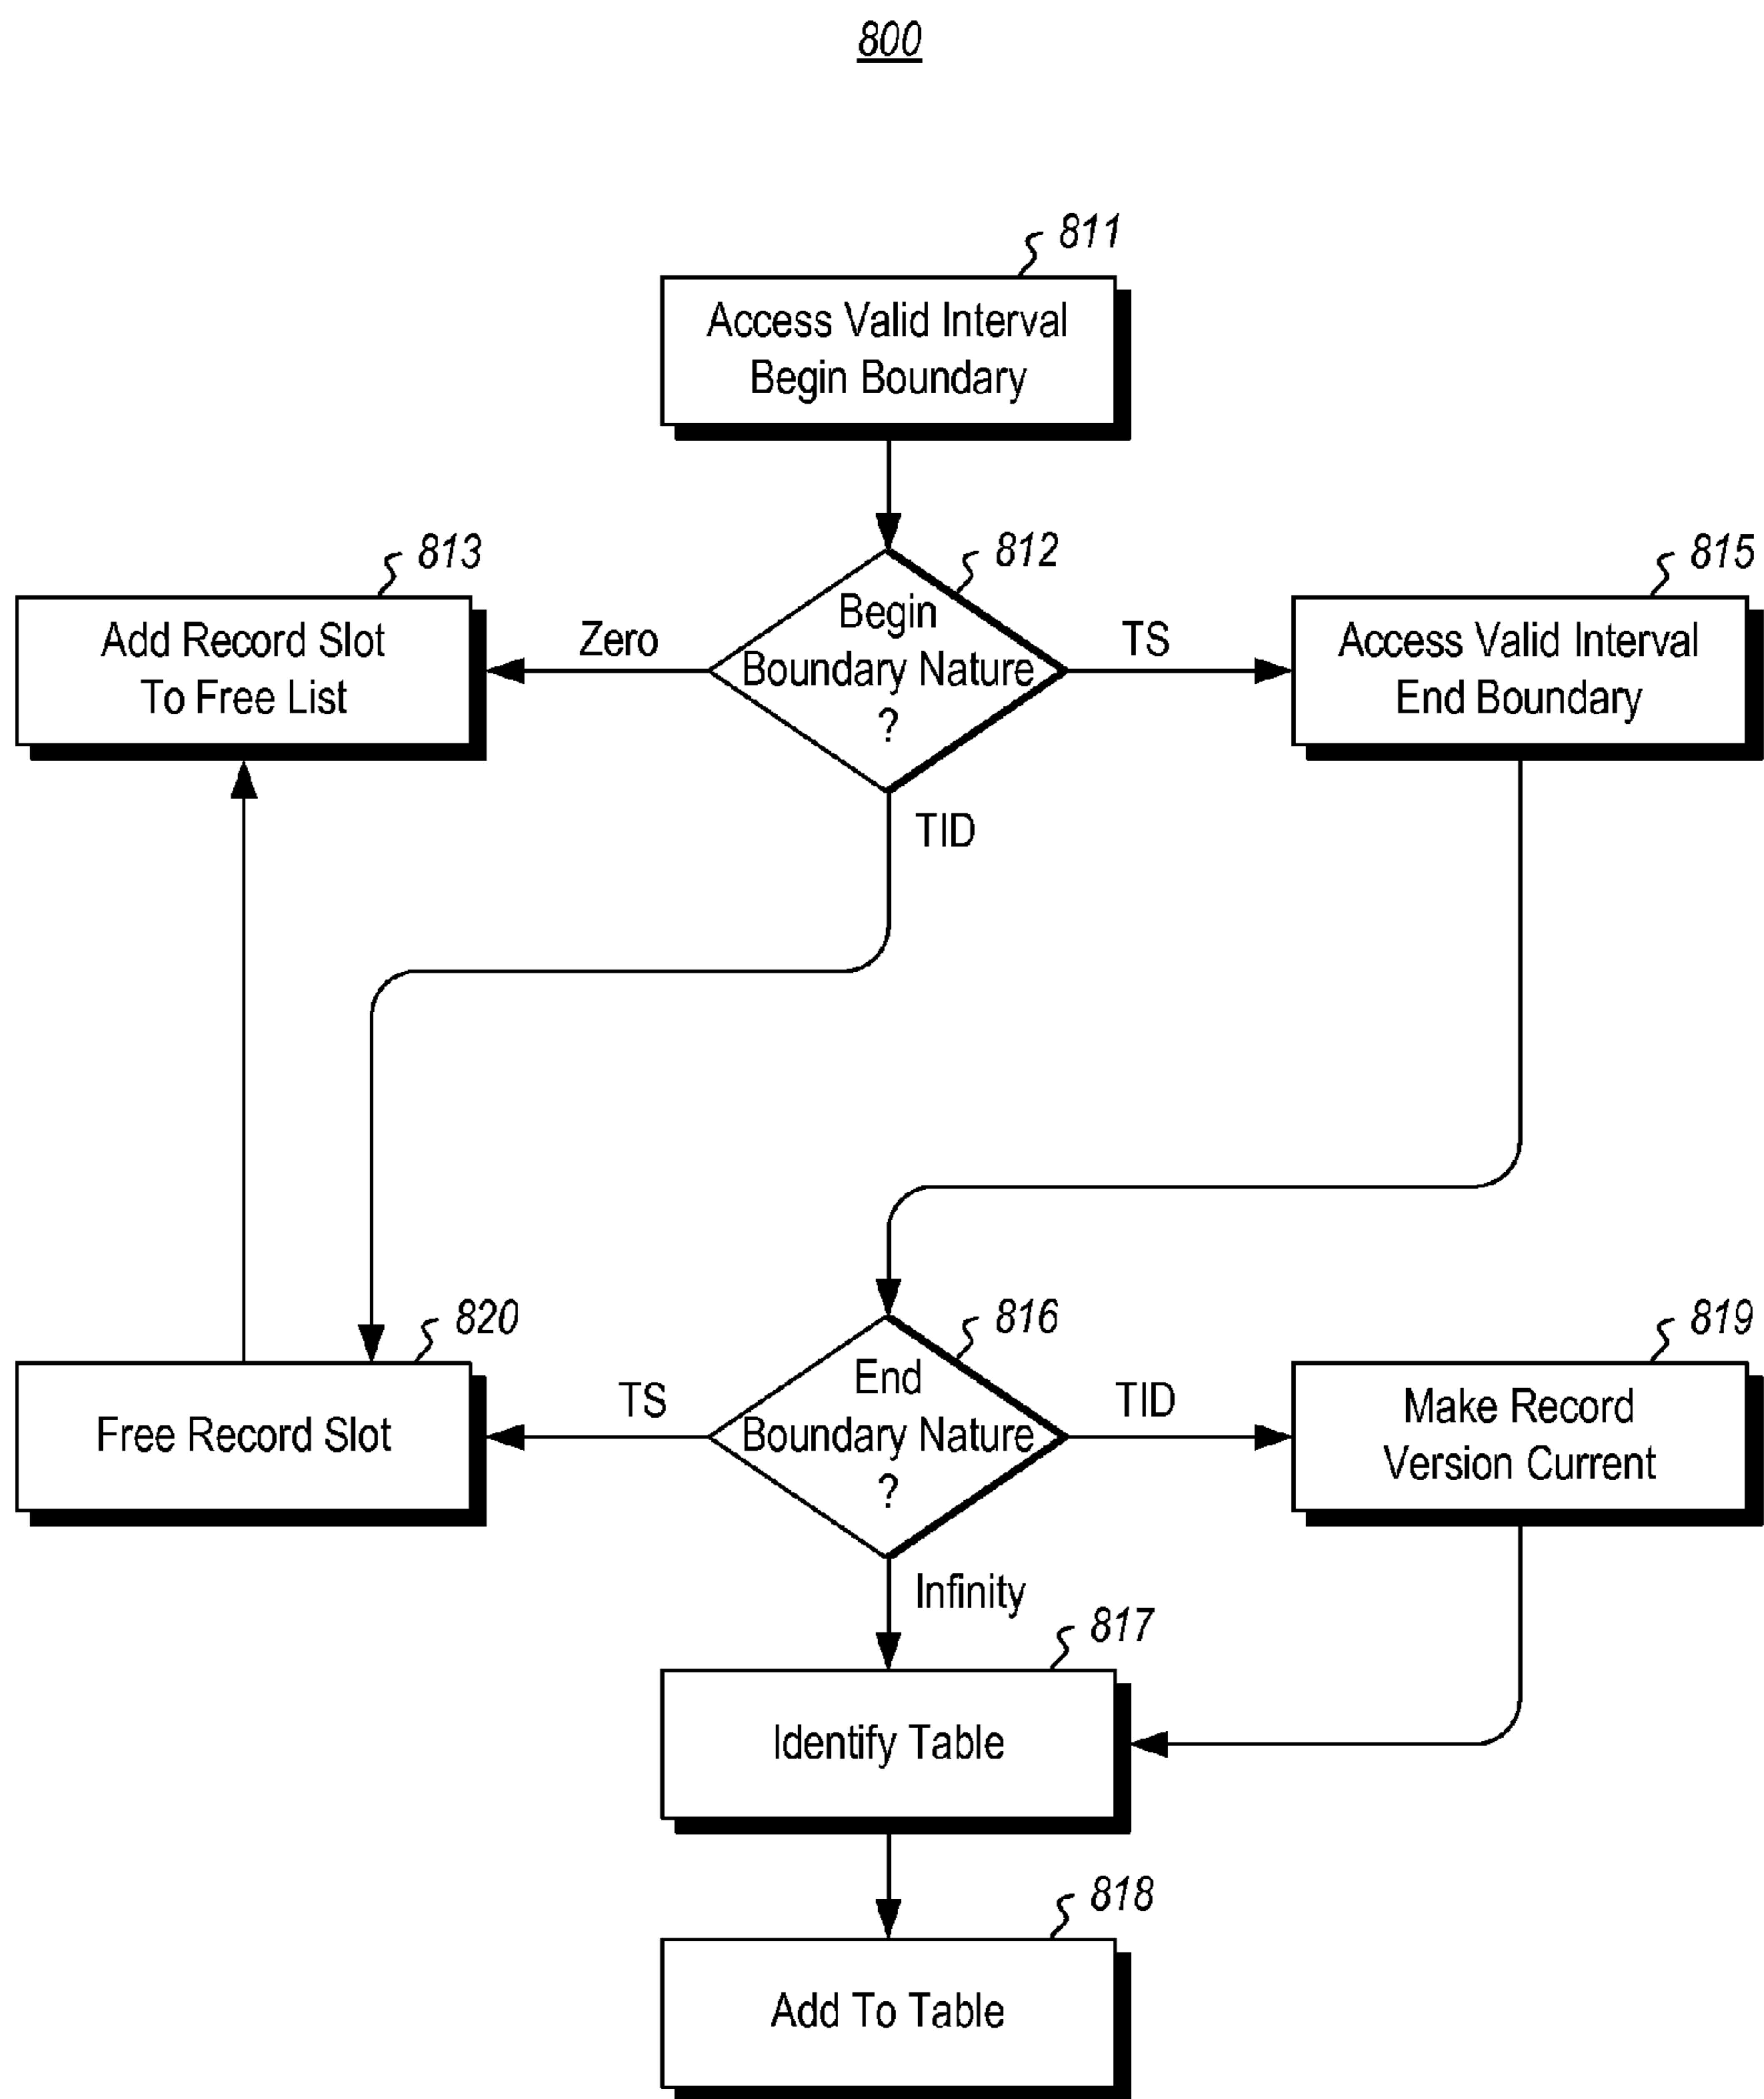 800
811
Access Valid Interval
Begin Boundary
813
812
815
Add Record Slot
To Free List
Zero
Begin
Boundary Nature
?
TS
Access Valid Interval
End Boundary
TID
820
816
819
Free Record Slot
TS
End
Boundary Nature
?
TID
Make Record
Version Current
Infinity
817
Identify Table
818
Add To Table